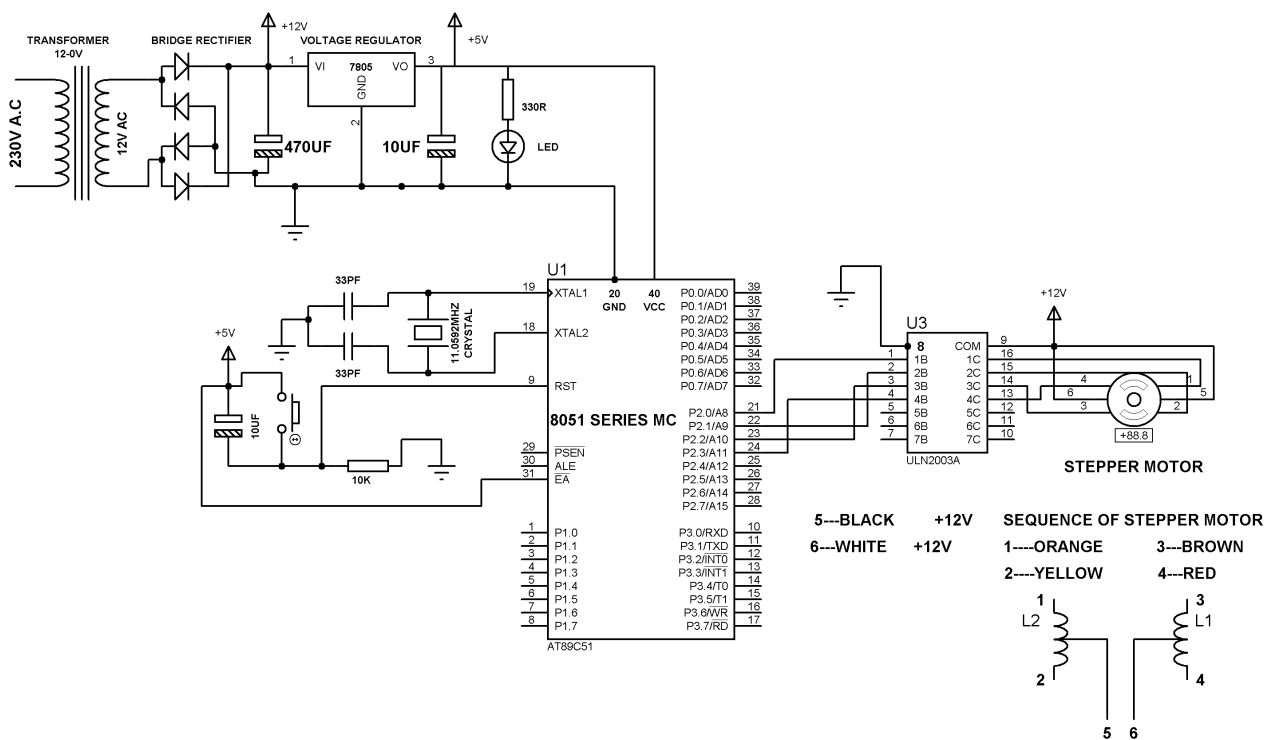 TRANSFORMER
12-0V
BRIDGE RECTIFIER
+12V
VOLTAGE REGULATOR
+5V
1
VI
7805
VO
3
GND
2
230V A.C
12V AC
470UF
10UF
330R
LED
U1
33PF
19
XTAL1
20
GND
40
VCC
11.0592MHZ
CRYSTAL
18
XTAL2
33PF
+5V
9
RST
10UF
10K
8051 SERIES MC
29
PSEN
30
ALE
31
EA
1
P1.0
2
P1.1
3
P1.2
4
P1.3
5
P1.4
6
P1.5
7
P1.6
8
P1.7
AT89C51
P0.0/AD0
39
P0.1/AD1
38
P0.2/AD2
37
P0.3/AD3
36
P0.4/AD4
35
P0.5/AD5
34
P0.6/AD6
33
P0.7/AD7
32
P2.0/A8
21
P2.1/A9
22
P2.2/A10
23
P2.3/A11
24
P2.4/A12
25
P2.5/A13
26
P2.6/A14
27
P2.7/A15
28
P3.0/RXD
10
P3.1/TXD
11
P3.2/INT0
12
P3.3/INT1
13
P3.4/T0
14
P3.5/T1
15
P3.6/WR
16
P3.7/RD
17
U3
8
COM
9
1
1B
1C
16
2
2B
2C
15
3
3B
3C
14
4
4B
4C
13
5
5B
5C
12
6
6B
6C
11
7
7B
7C
10
ULN2003A
+12V
4
6
3
1
5
2
+88.8
STEPPER MOTOR
5---BLACK +12V
6---WHITE +12V
SEQUENCE OF STEPPER MOTOR
1----ORANGE 3---BROWN
2----YELLOW 4---RED
1
L2
2
3
L1
4
5
6